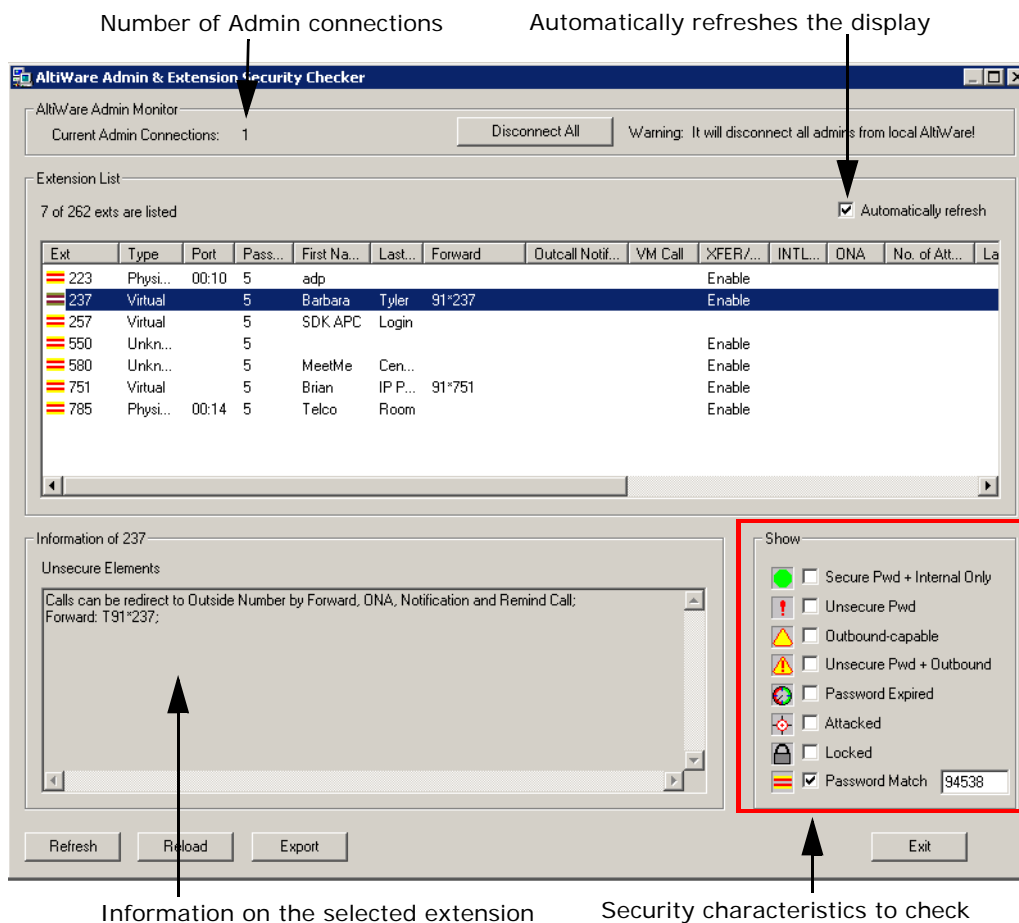 Number of Admin connections
Automatically refreshes the display
AltiWare Admin & Extension Security Checker
AltiWare Admin Monitor
Current Admin Connections: 1
Disconnect All
Warning: It will disconnect all admins from local AltiWare!
Extension List
7 of 262 exts are listed
Automatically refresh
Ext Type Port Pass... First Na... Last... Forward Outcall Notif... VM Call XFER/... INTL... ONA No. of Att... La
223 Physi... 00:10 5 adp Enable
237 Virtual 5 Barbara Tyler 91*237 Enable
257 Virtual 5 SDK APC Login
550 Unkn... 5 Enable
580 Unkn... 5 MeetMe Cen... Enable
751 Virtual 5 Brian IP P... 91*751 Enable
785 Physi... 00:14 5 Telco Room Enable
Information of 237
Unsecure Elements
Calls can be redirect to Outside Number by Forward, ONA, Notification and Remind Call;
Forward: T91*237;
Show
Secure Pwd + Internal Only
Unsecure Pwd
Outbound-capable
Unsecure Pwd + Outbound
Password Expired
Attacked
Locked
Password Match 94538
Refresh
Reload
Export
Exit
Information on the selected extension
Security characteristics to check